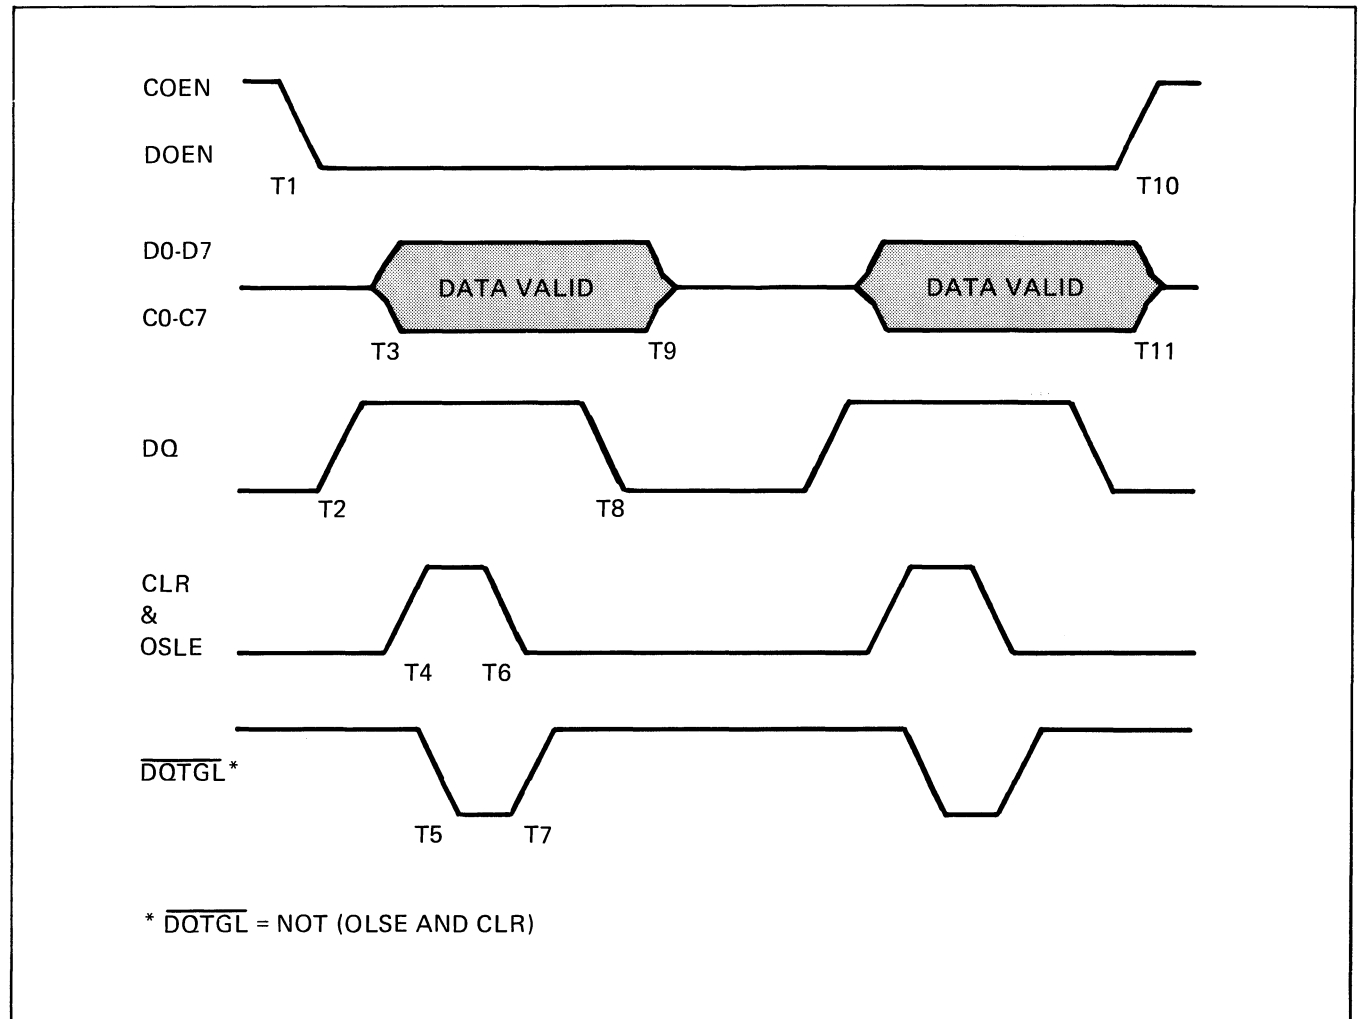 COEN
DOEN
T1
T10
D0-D7
DATA VALID
DATA VALID
C0-C7
T3
T9
T11
DQ
T2
T8
CLR
&
OSLE
T4
T6
DQTGL*
T5
T7
* DQTGL = NOT (OLSE AND CLR)